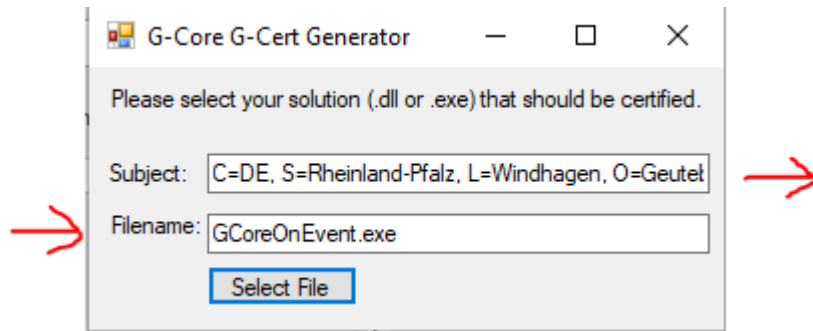 G-Core G-Cert Generator
Please select your solution (.dll or .exe) that should be certified.
Subject: C=DE, S=Rheinland-Pfalz, L=Windhagen, O=Geuteb
Filename: GCoreOnEvent.exe
Select File